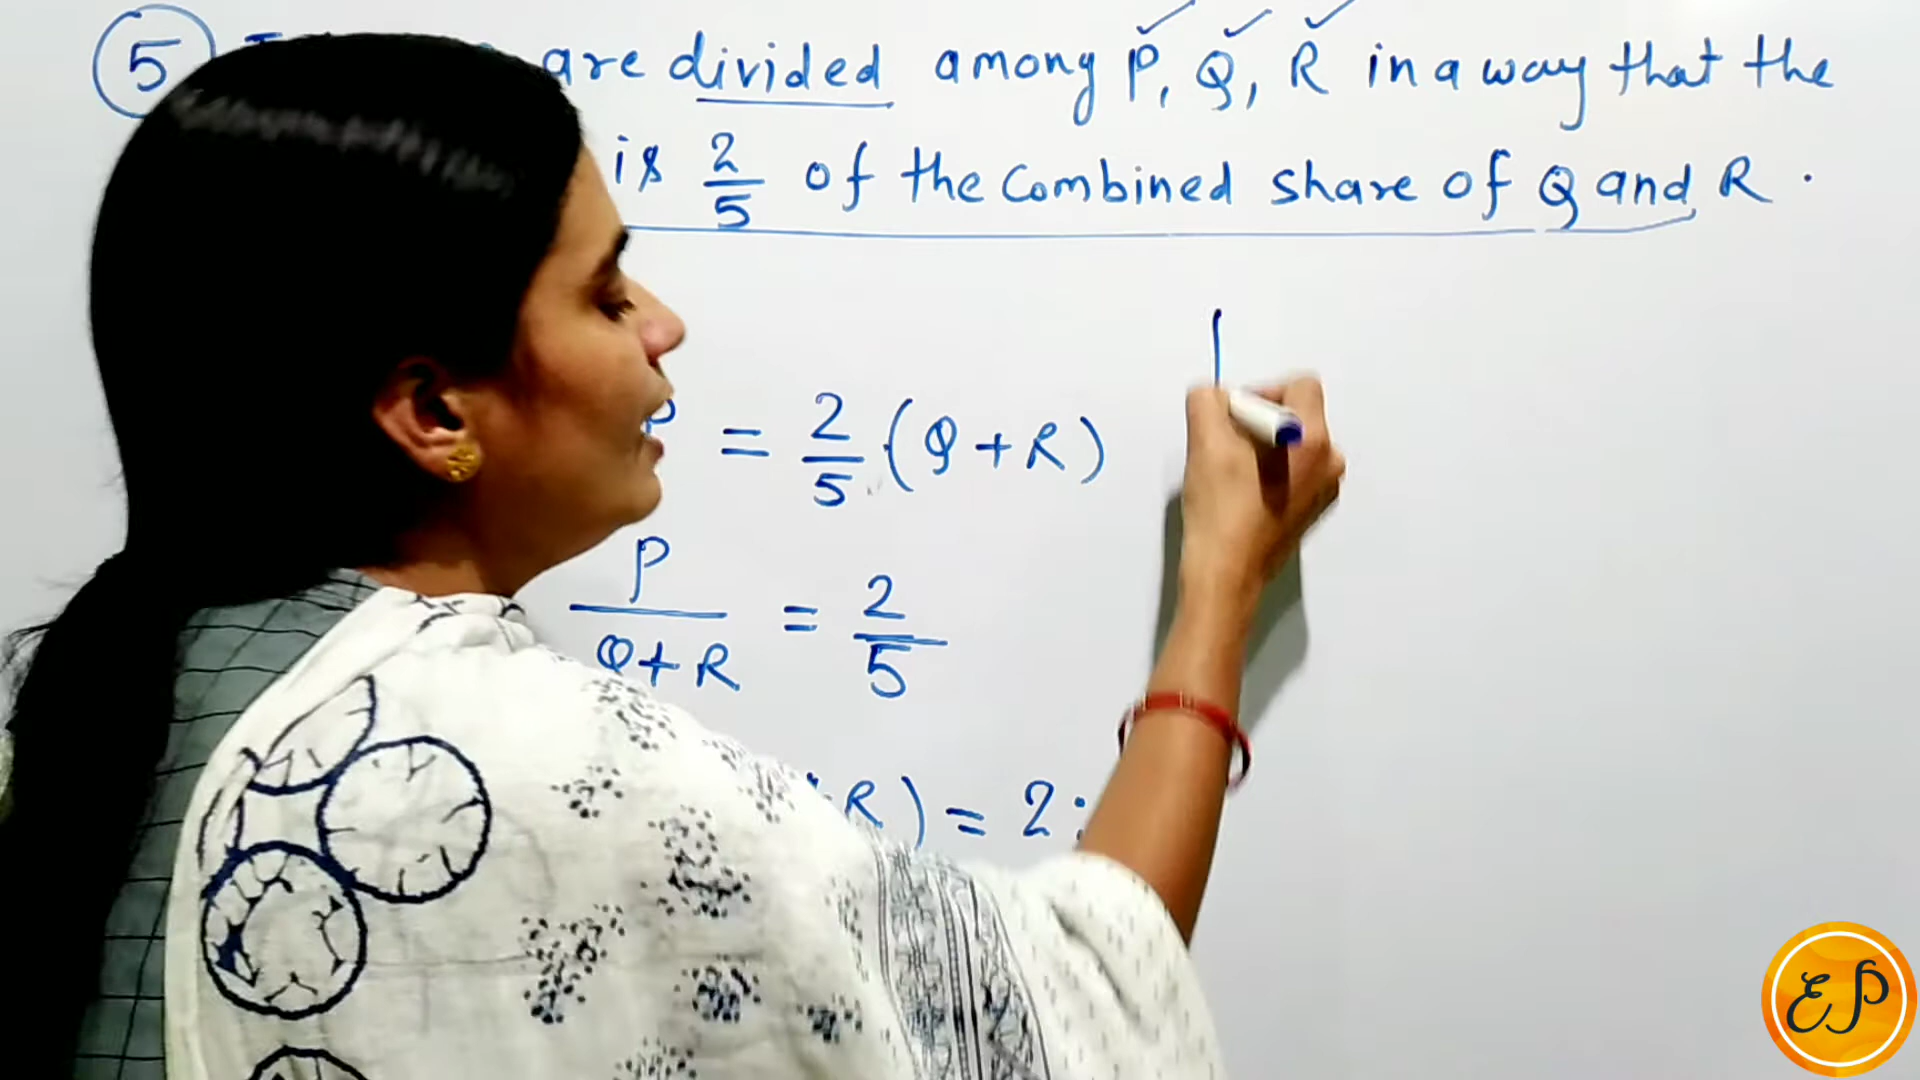 5 are divided among P, Q, R in a way that the
is 2/5 of the combined share of Q and R.
P = 2/5 (Q + R)
P/Q+R = 2/5
R) = 2:
EP